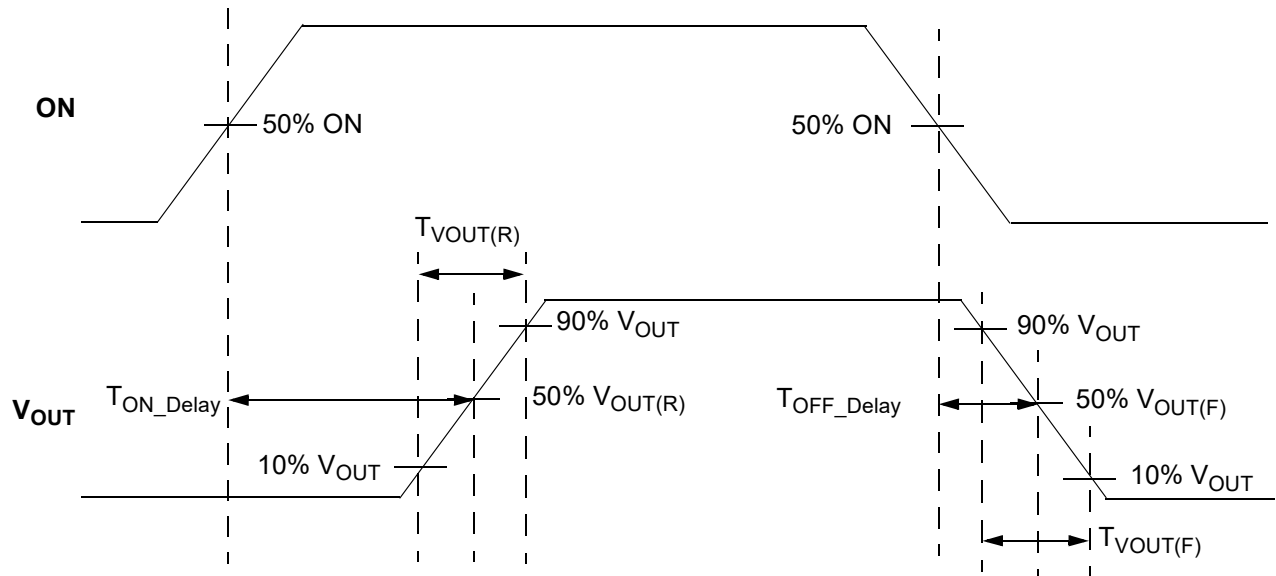 ON
50% ON
50% ON
TVOUT(R)
90% VOUT
90% VOUT
VOUT
TON_Delay
50% VOUT(R)
TOFF_Delay
50% VOUT(F)
10% VOUT
10% VOUT
TVOUT(F)